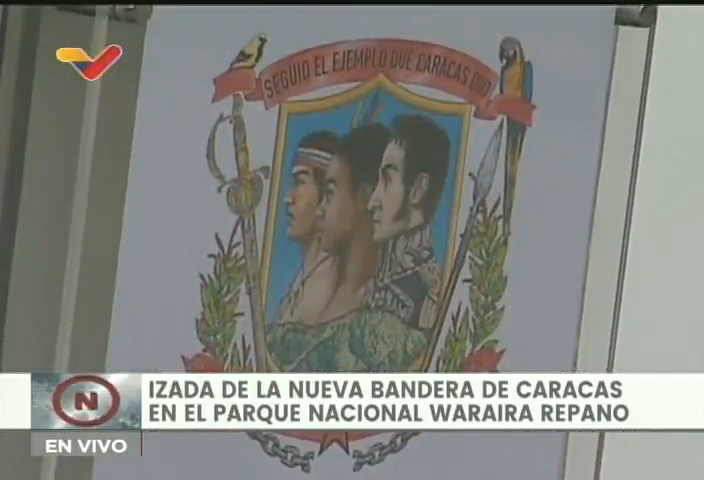 SEGUID EL EJEMPLO QUE CARACAS DIO
N
IZADA DE LA NUEVA BANDERA DE CARACAS
EN EL PARQUE NACIONAL WARAIRA REPANO
EN VIVO